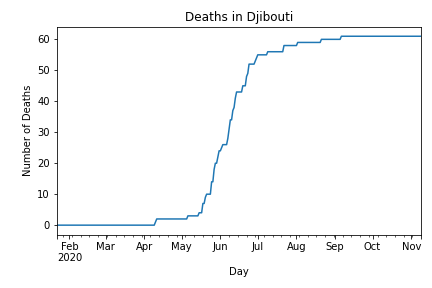 Deaths in Djibouti
Number of Deaths
60
50
40
30
20
10
0
Feb Mar Apr May Jun Jul Aug Sep Oct Nov
2020
Day